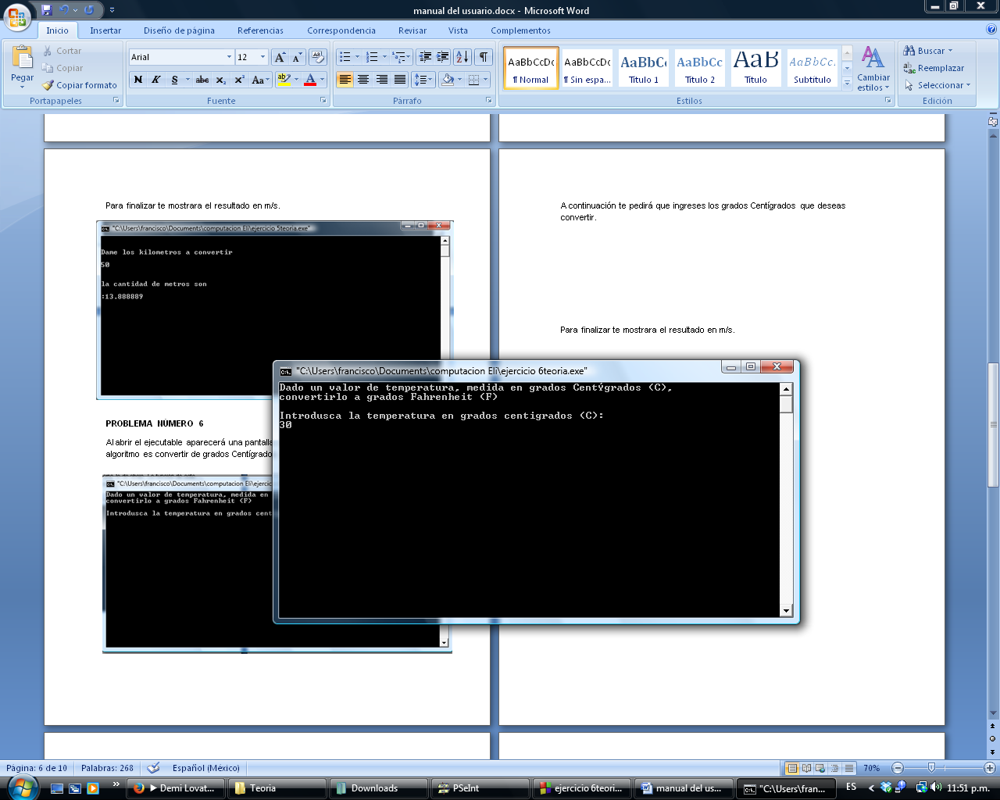 manual del usuario.docx - Microsoft Word
Inicio Insertar Diseño de página Referencias Correspondencia Revisar Vista Complementos
Pegar
Cortar
Copiar
Copiar formato
Portapapeles
Arial 12
N K S abc x₂ x² Aa
Fuente
Párrafo
AaBbCcDc AaBbCcDc AaBbCc AaBbCc AaB AaBbCc.
¶ Normal ¶ Sin espa... Título 1 Título 2 Título Subtítulo
Cambiar estilos
Estilos
Buscar
Reemplazar
Seleccionar
Edición
Para finalizar te mostrara el resultado en m/s.
"C:\Users\francisco\Documents\computacion Eli\ejercicio 5teoria.exe"
Dame los kilometros a convertir
50
la cantidad de metros son
:13.888889
PROBLEMA NÚMERO 6
Al abrir el ejecutable aparecerá una pantalla
algoritmo es convertir de grados Centígrado
"C:\Users\francisco\Documents\computacion Eli\ejercic
Dado un valor de temperatura, medida en
convertirlo a grados Fahrenheit (F)
Introdusca la temperatura en grados cent
A continuación te pedirá que ingreses los grados Centígrados que deseas
convertir.
Para finalizar te mostrara el resultado en m/s.
"C:\Users\francisco\Documents\computacion Eli\ejercicio 6teoria.exe"
Dado un valor de temperatura, medida en grados Centýgrados (C),
convertirlo a grados Fahrenheit (F)
Introdusca la temperatura en grados centigrados (C):
30
Página: 6 de 10 Palabras: 268 Español (México) 70%
► Demi Lovat... Teoria Downloads PSeInt ejercicio 6teori... manual del us... "C:\Users\fran... ES 11:51 p.m.